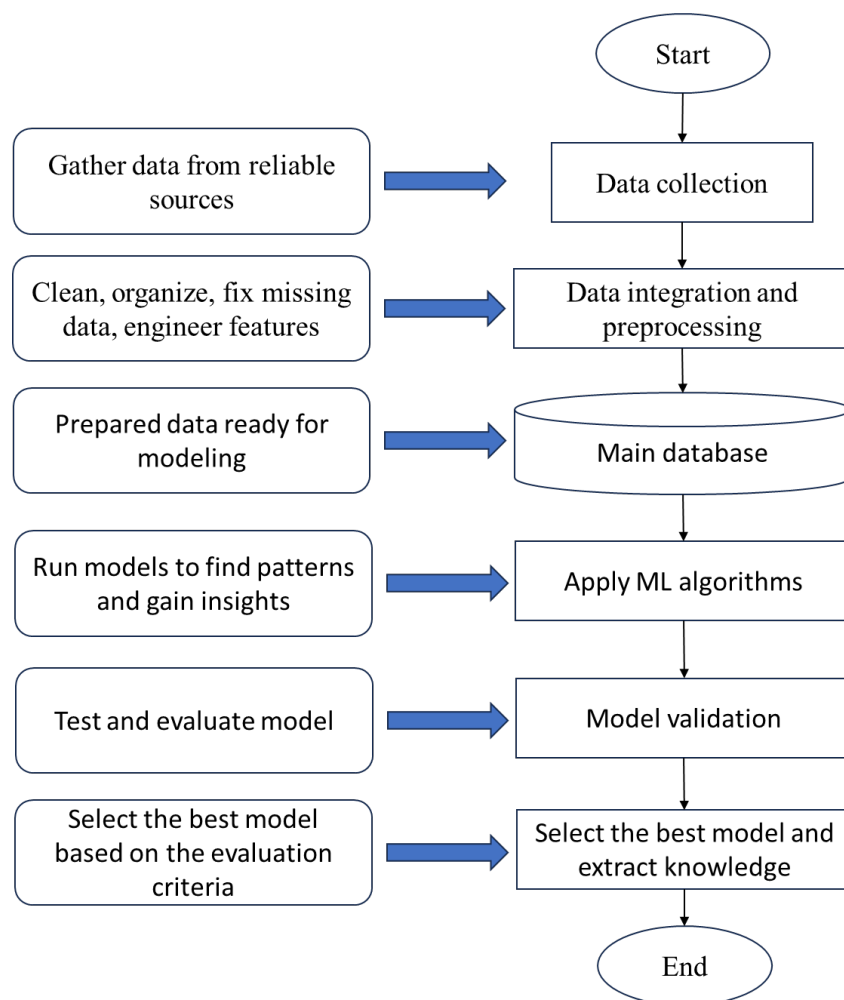 Start
Gather data from reliable
sources
Data collection
Clean, organize, fix missing
data, engineer features
Data integration and
preprocessing
Prepared data ready for
modeling
Main database
Run models to find patterns
and gain insights
Apply ML algorithms
Test and evaluate model
Model validation
Select the best model
based on the evaluation
criteria
Select the best model and
extract knowledge
End